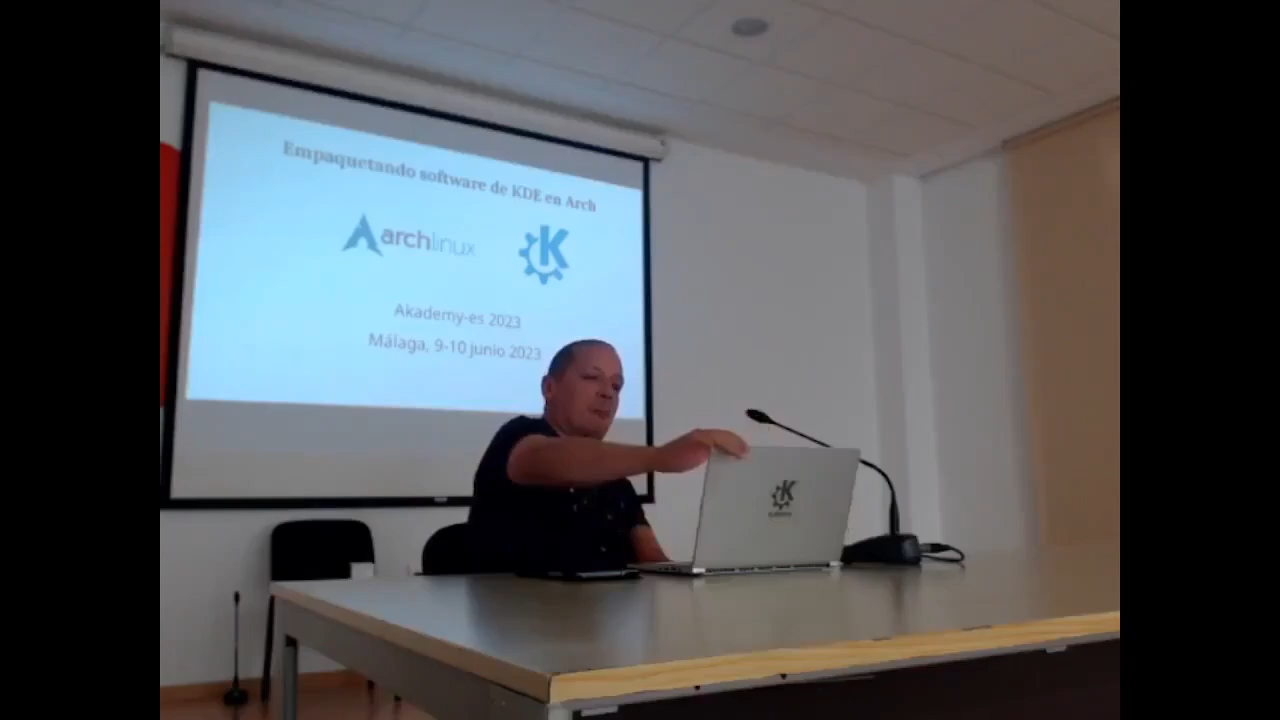 Empaquetando software de KDE en Arch
archlinux
Akademy-es 2023
Málaga, 9-10 junio 2023